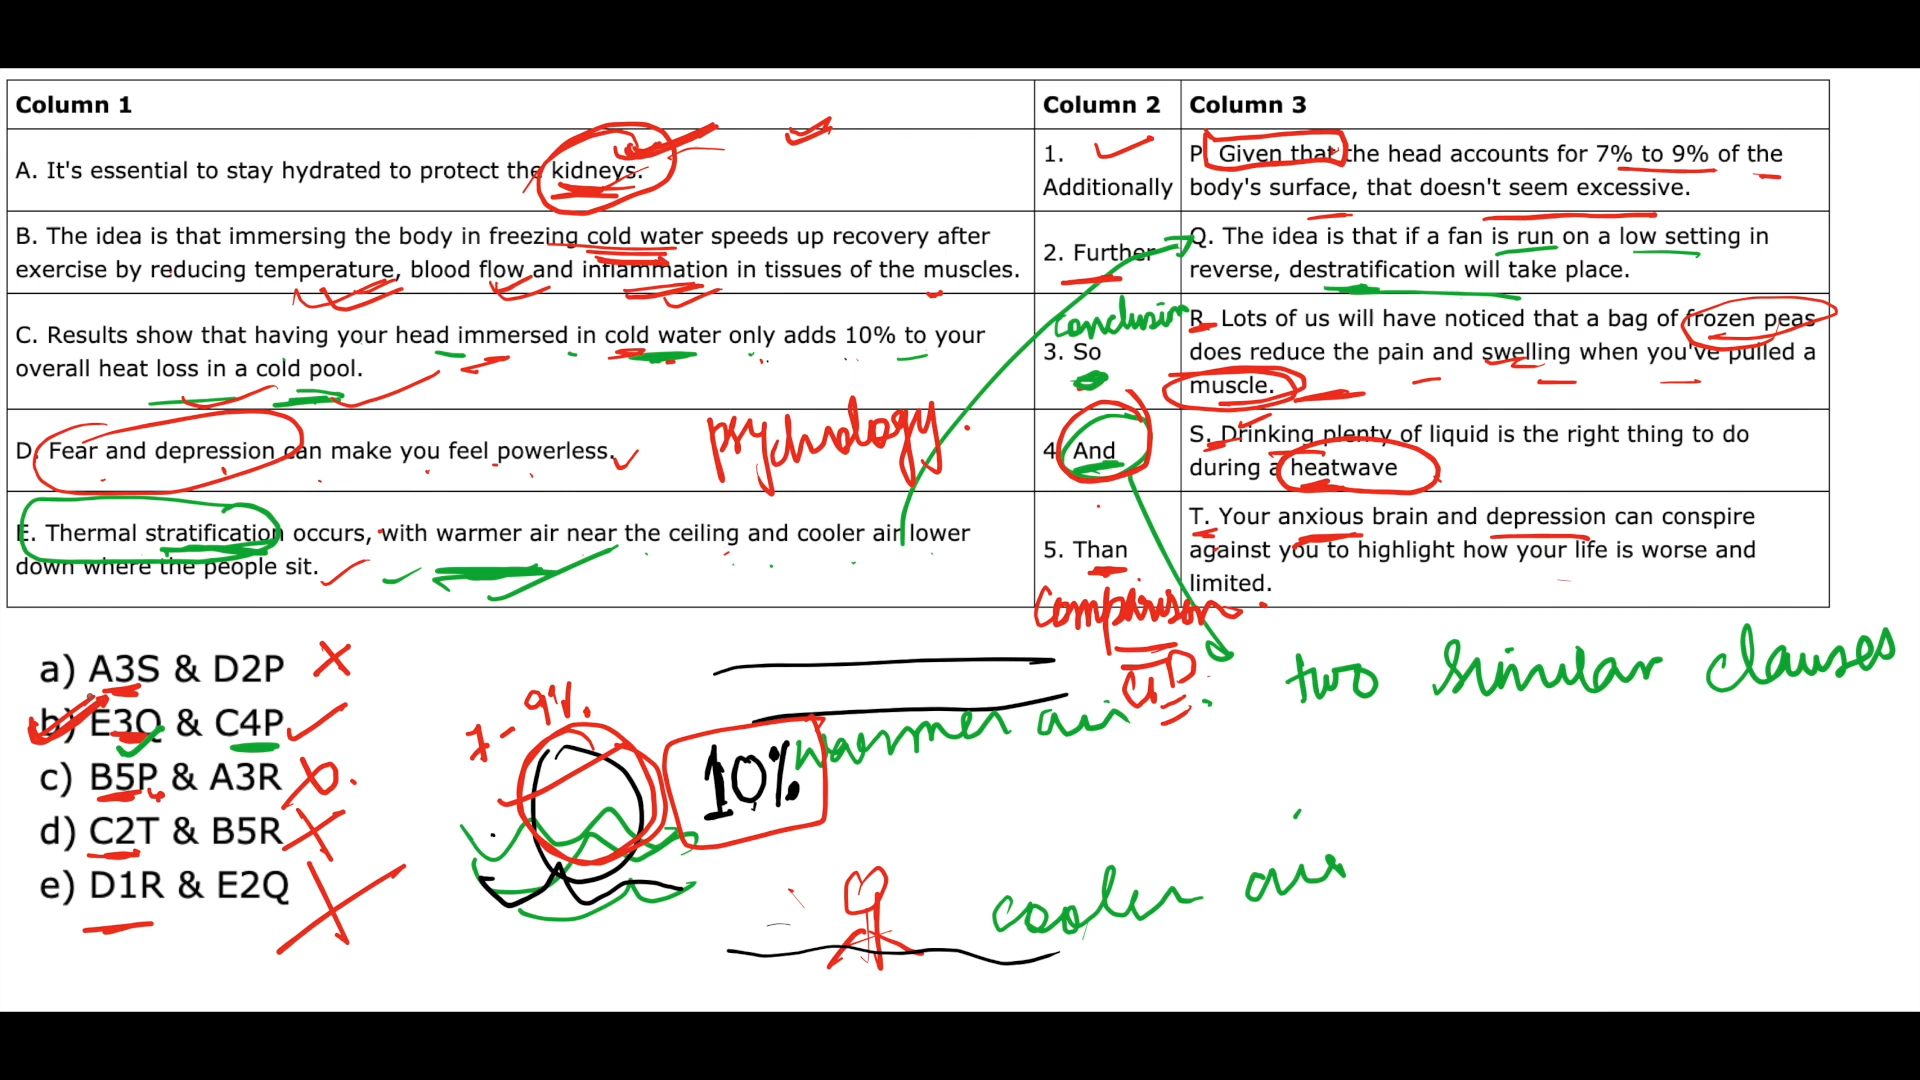 Column 1
Column 2
Column 3
A. It's essential to stay hydrated to protect the kidneys.
1.
Additionally
P. Given that the head accounts for 7% to 9% of the
body's surface, that doesn't seem excessive.
B. The idea is that immersing the body in freezing cold water speeds up recovery after
exercise by reducing temperature, blood flow and inflammation in tissues of the muscles.
2. Further
Q. The idea is that if a fan is run on a low setting in
reverse, destratification will take place.
C. Results show that having your head immersed in cold water only adds 10% to your
overall heat loss in a cold pool.
conclusion
3. So
R. Lots of us will have noticed that a bag of frozen peas
does reduce the pain and swelling when you've pulled a
muscle.
D. Fear and depression can make you feel powerless.
psychology.
4. And
S. Drinking plenty of liquid is the right thing to do
during a heatwave
E. Thermal stratification occurs, with warmer air near the ceiling and cooler air lower
down where the people sit.
5. Than
T. Your anxious brain and depression can conspire
against you to highlight how your life is worse and
limited.
Comparison
two similar clauses
a) A3S & D2P
b) E3Q & C4P
c) B5P & A3R
d) C2T & B5R
e) D1R & E2Q
7-9%.
10%
warmer air
cooler air